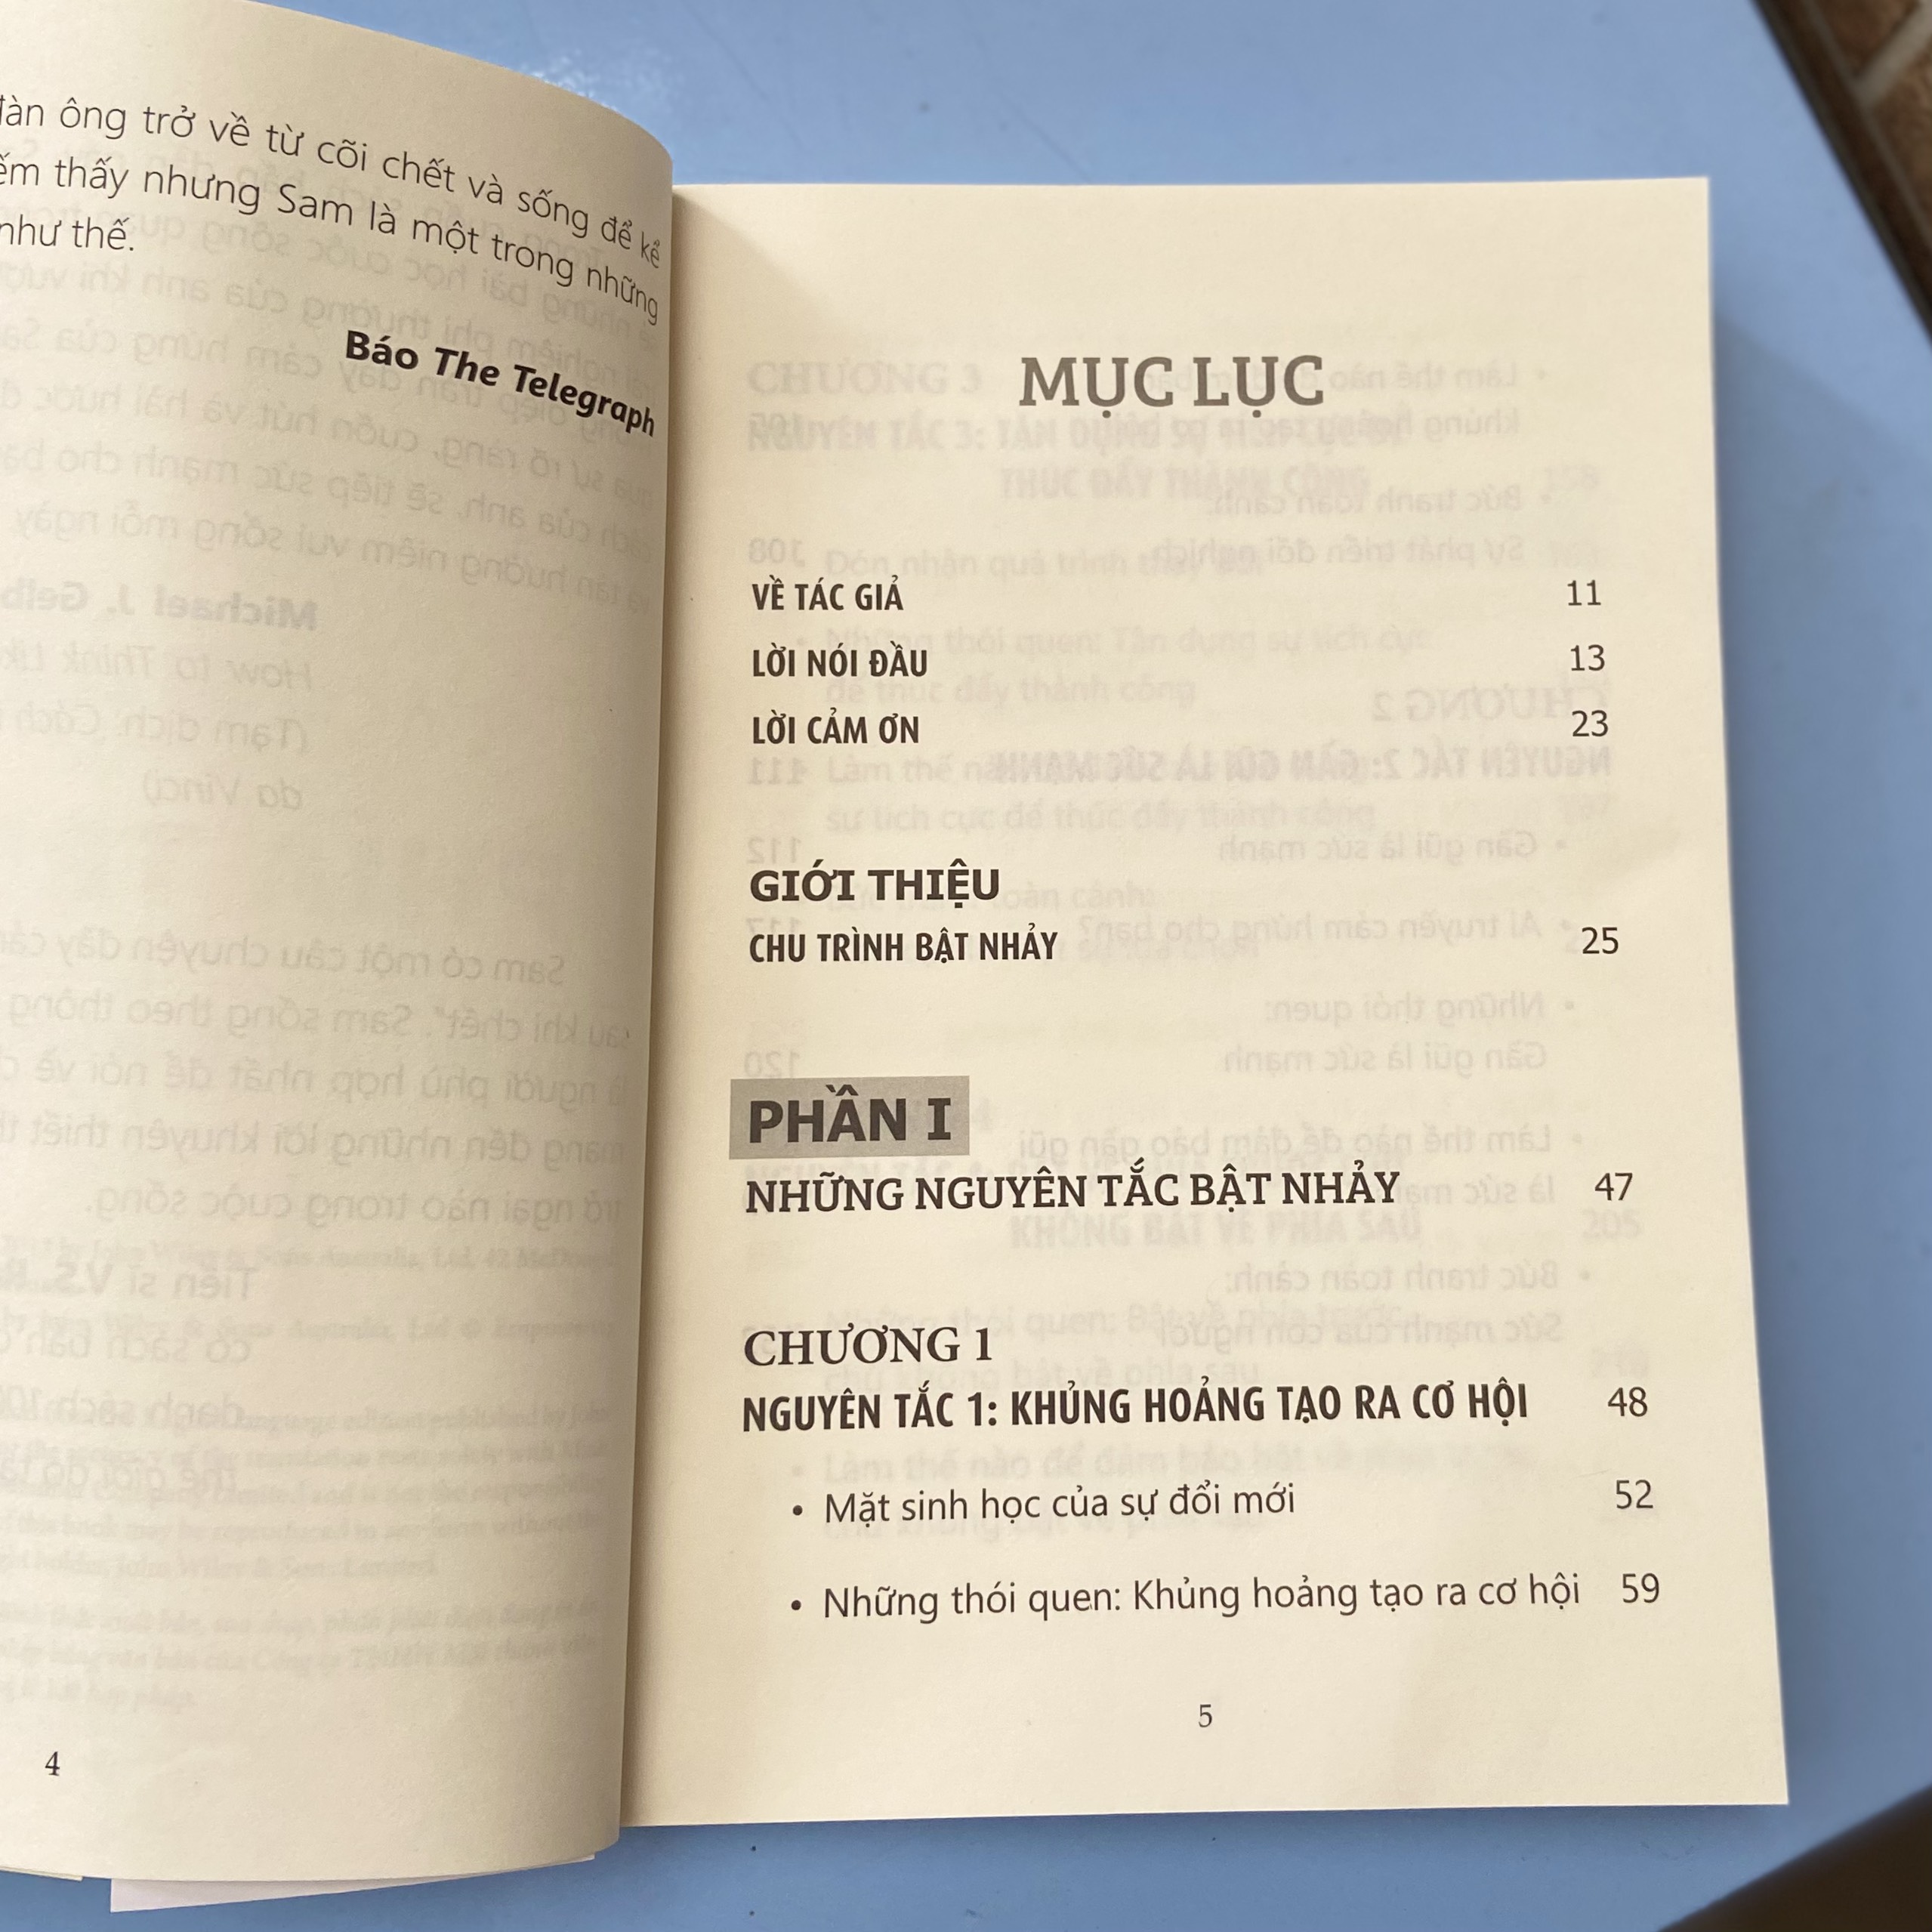 đàn ông trở về từ cõi chết và sống để kể
thấy nhưng Sam là một trong những
như thế.
Báo The Telegraph
4
MỤC LỤC
VỀ TÁC GIẢ 11
LỜI NÓI ĐẦU 13
LỜI CẢM ƠN 23
GIỚI THIỆU
CHU TRÌNH BẬT NHẢY 25
PHẦN I
NHỮNG NGUYÊN TẮC BẬT NHẢY 47
CHƯƠNG 1
NGUYÊN TẮC 1: KHỦNG HOẢNG TẠO RA CƠ HỘI 48
• Mặt sinh học của sự đổi mới 52
• Những thói quen: Khủng hoảng tạo ra cơ hội 59
5